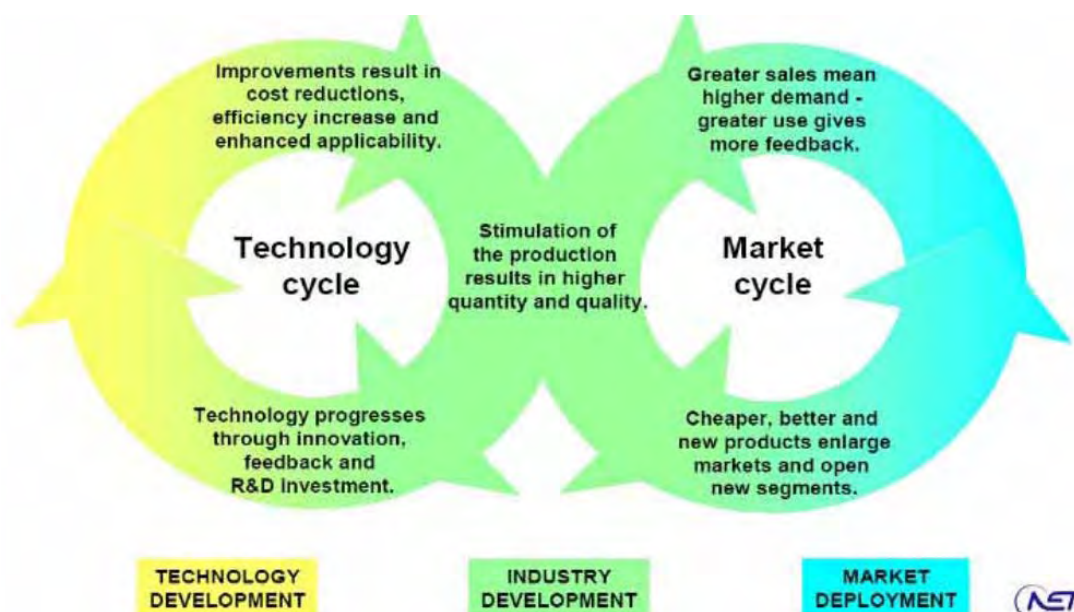 Improvements result in
cost reductions,
efficiency increase and
enhanced applicability.
Greater sales mean
higher demand -
greater use gives
more feedback.
Technology
cycle
Stimulation of
the production
results in higher
quantity and quality.
Market
cycle
Technology progresses
through innovation,
feedback and
R&D Investment.
Cheaper, better and
new products enlarge
markets and open
new segments.
TECHNOLOGY
DEVELOPMENT
INDUSTRY
DEVELOPMENT
MARKET
DEPLOYMENT